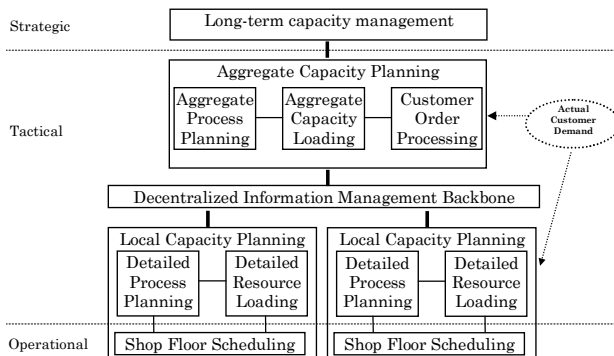 Strategic
Long-term capacity management
Aggregate Capacity Planning
Aggregate
Process
Planning
Aggregate
Capacity
Loading
Customer
Order
Processing
Actual
Customer
Demand
Tactical
Decentralized Information Management Backbone
Local Capacity Planning
Detailed
Process
Planning
Detailed
Resource
Loading
Local Capacity Planning
Detailed
Process
Planning
Detailed
Resource
Loading
Operational
Shop Floor Scheduling
Shop Floor Scheduling